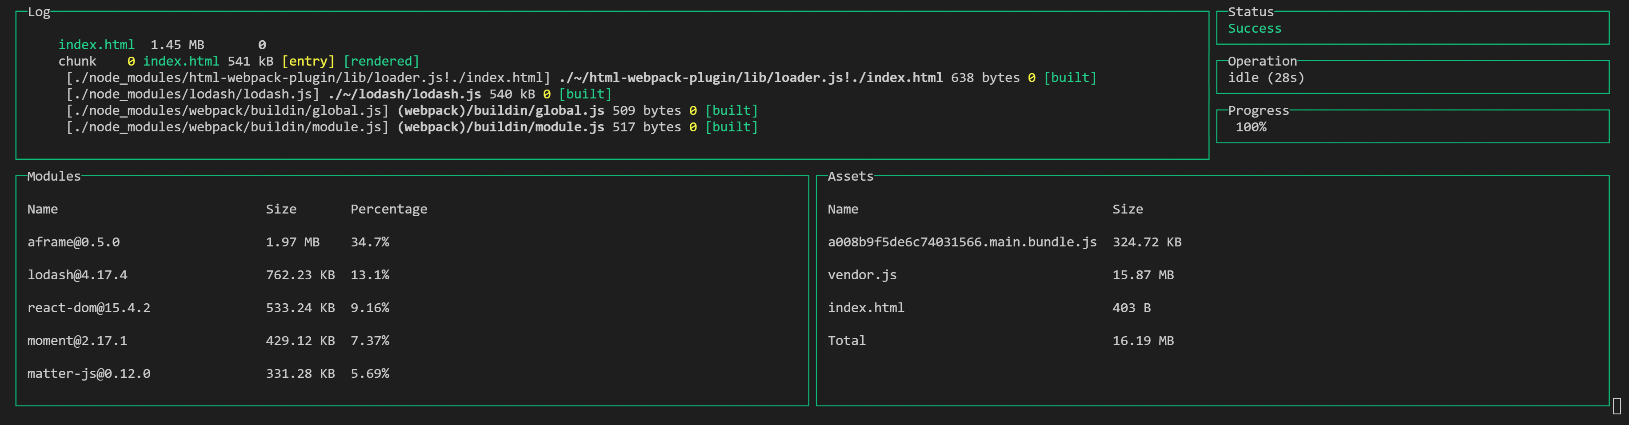 Log
index.html 1.45 MB 0
chunk 0 index.html 541 kB [entry] [rendered]
[./node_modules/html-webpack-plugin/lib/loader.js!./index.html] ./~/html-webpack-plugin/lib/loader.js!./index.html 638 bytes 0 [built]
[./node_modules/lodash/lodash.js] ./~/lodash/lodash.js 540 kB 0 [built]
[./node_modules/webpack/buildin/global.js] (webpack)/buildin/global.js 509 bytes 0 [built]
[./node_modules/webpack/buildin/module.js] (webpack)/buildin/module.js 517 bytes 0 [built]
Status
Success
Operation
idle (28s)
Progress
100%
Modules
Name Size Percentage
aframe@0.5.0 1.97 MB 34.7%
lodash@4.17.4 762.23 KB 13.1%
react-dom@15.4.2 533.24 KB 9.16%
moment@2.17.1 429.12 KB 7.37%
matter-js@0.12.0 331.28 KB 5.69%
Assets
Name Size
a008b9f5de6c74031566.main.bundle.js 324.72 KB
vendor.js 15.87 MB
index.html 403 B
Total 16.19 MB